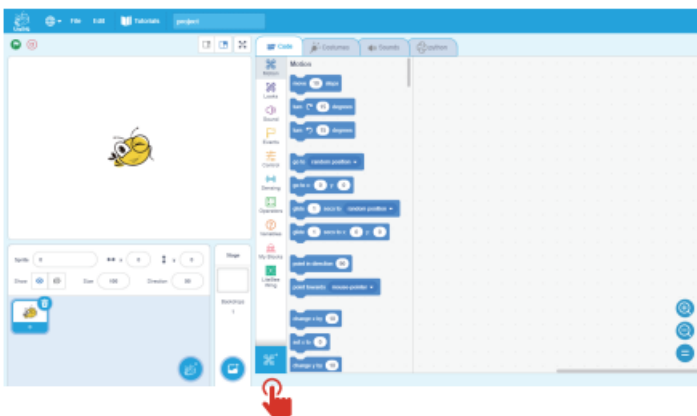 File Edit Tutorials project
Code Costumes Sounds python
Motion
Motion
move 10 steps
Looks
turn 15 degrees
Sound
turn 15 degrees
Events
Control
go to random position
Sensing
go to x: 0 y: 0
Operators
glide 1 secs to random position
Variables
glide 1 secs to x: 0 y: 0
My Blocks
point in direction 90
point towards mouse-pointer
change x by 10
set x to 0
change y by 10
Sprite x y
Show Size 100 Direction 90
Stage
Backdrops
1